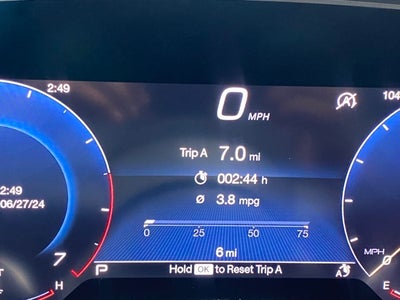 2:49
0 MPH
104
Trip A 7.0 mi
002:44 h
2:49
Ø 3.8 mpg
06/27/24
0 25 50 75
7
6 mi
MPH
0
H
P
Hold OK to Reset Trip A
A
E